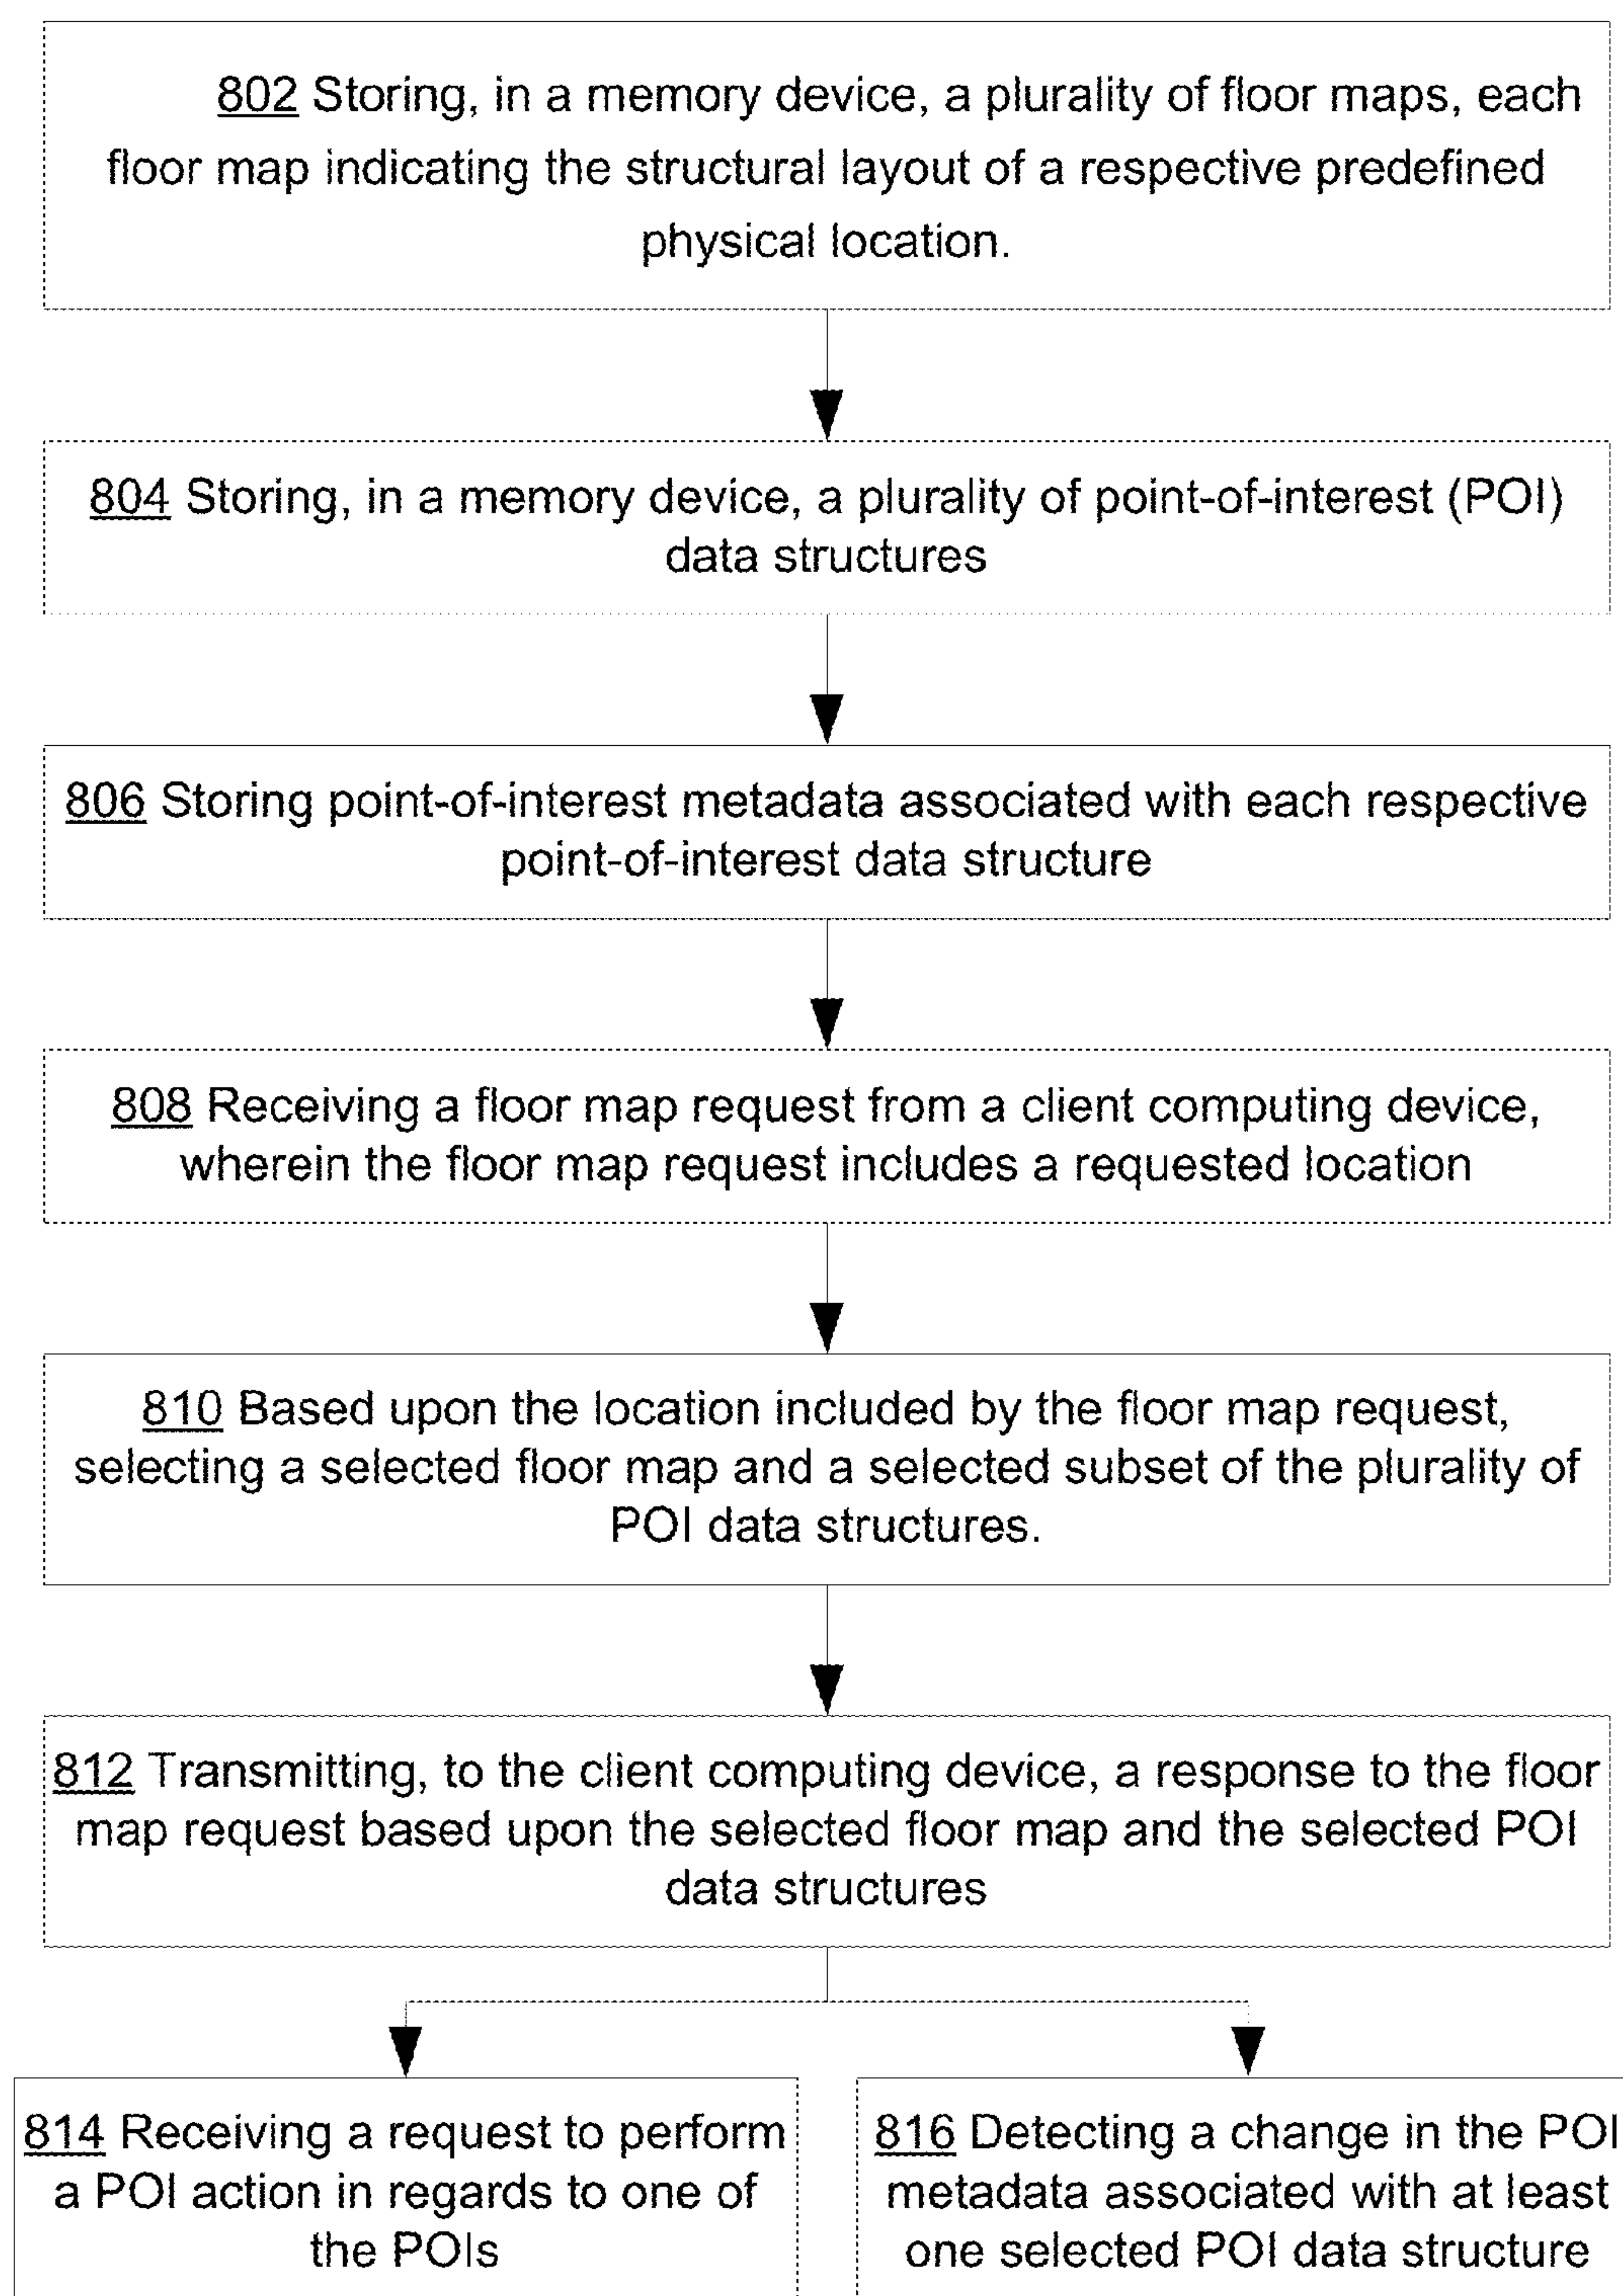 802 Storing, in a memory device, a plurality of floor maps, each
floor map indicating the structural layout of a respective predefined
physical location.
804 Storing, in a memory device, a plurality of point-of-interest (POI)
data structures
806 Storing point-of-interest metadata associated with each respective
point-of-interest data structure
808 Receiving a floor map request from a client computing device,
wherein the floor map request includes a requested location
810 Based upon the location included by the floor map request,
selecting a selected floor map and a selected subset of the plurality of
POI data structures.
812 Transmitting, to the client computing device, a response to the floor
map request based upon the selected floor map and the selected POI
data structures
814 Receiving a request to perform
a POI action in regards to one of
the POIs
816 Detecting a change in the POI
metadata associated with at least
one selected POI data structure